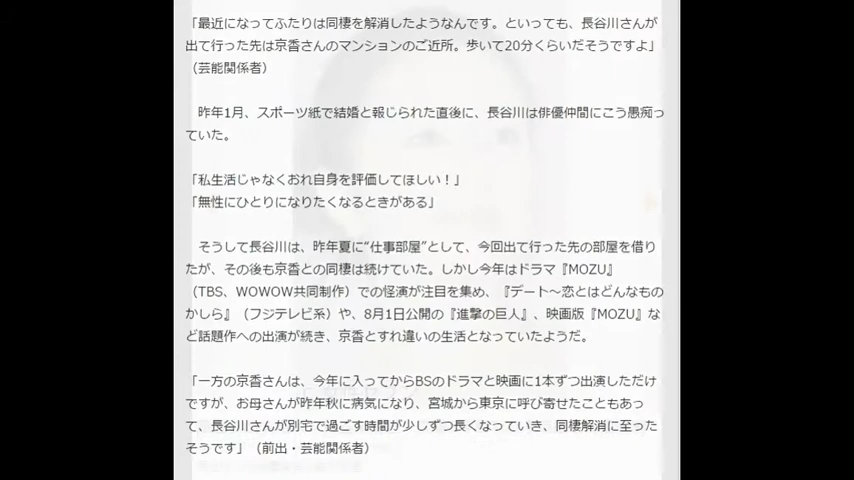 「最近になってふたりは同棲を解消したようなんです。といっても、長谷川さんが
出て行った先は京香さんのマンションのご近所。歩いて20分くらいだそうですよ」
（芸能関係者）
昨年1月、スポーツ紙で結婚と報じられた直後に、長谷川は俳優仲間にこう愚痴っ
ていた。
「私生活じゃなくおれ自身を評価してほしい！」
「無性にひとりになりたくなるときがある」
そうして長谷川は、昨年夏に“仕事部屋”として、今回出て行った先の部屋を借り
たが、その後も京香との同棲は続けていた。しかし今年はドラマ『MOZU』
（TBS、WOWOW共同制作）での怪演が注目を集め、『デート～恋とはどんなもの
かしら』（フジテレビ系）や、8月1日公開の『進撃の巨人』、映画版『MOZU』な
ど話題作への出演が続き、京香とすれ違いの生活となっていたようだ。
「一方の京香さんは、今年に入ってからBSのドラマと映画に1本ずつ出演しただけ
ですが、お母さんが昨年秋に病気になり、宮城から東京に呼び寄せたこともあっ
て、長谷川さんが別宅で過ごす時間が少しずつ長くなっていき、同棲解消に至った
そうです」（前出・芸能関係者）